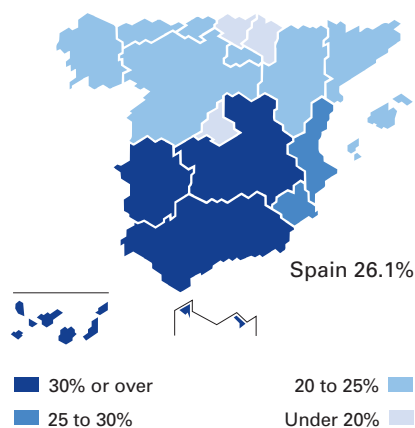 Spain 26.1%
30% or over
20 to 25%
25 to 30%
Under 20%